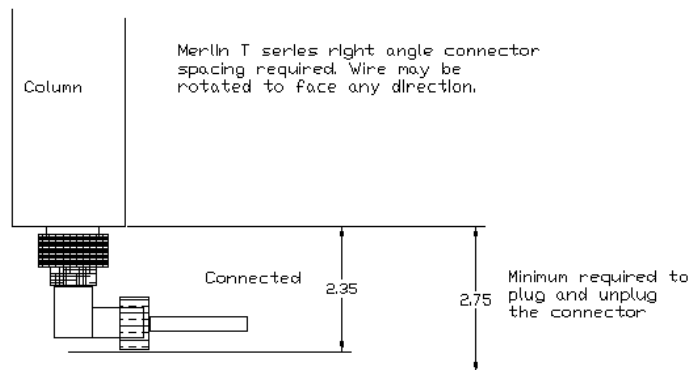 Merlin T series right angle connector
spacing required. Wire may be
rotated to face any direction.
Column
Connected
2.35
2.75
Minimum required to
plug and unplug
the connector